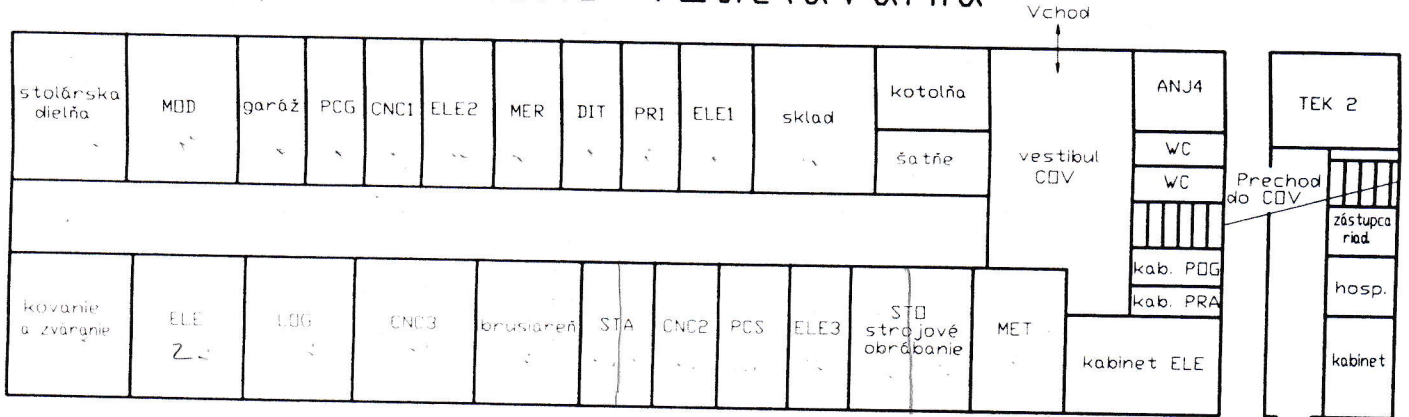 Vchod
stolárska
dielňa
MOD
garáž
PCG
CNC1
ELE2
MER
DIT
PRI
ELE1
sklad
kotolňa
šatňe
vestibul
COV
ANJ4
WC
WC
Prechod
do COV
TEK 2
zástupca
riad.
hosp.
kabinet
kab. POG
kab. PRA
kabinet ELE
kovanie
a zváranie
ELE
2
LOG
CNC3
brusiareň
STA
CNC2
PCS
ELE3
STO
strojové
obrábanie
MET